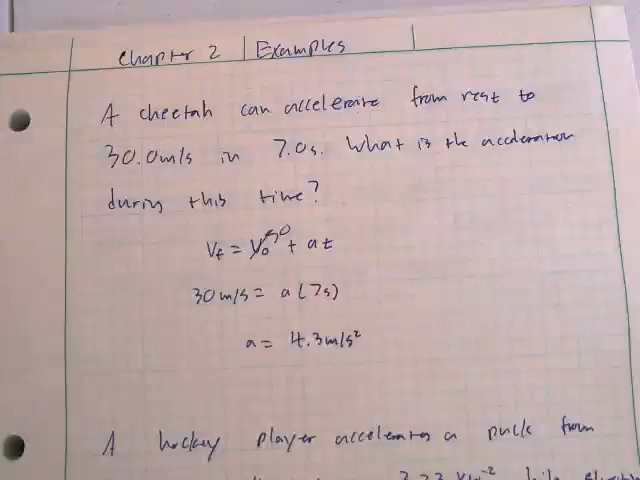 Chapter 2 Examples
A cheetah can accelerate from rest to
30.0m/s in 7.0s. What is the acceleration
during this time?
Vf = V0→0 + at
30m/s = a(7s)
a = 4.3m/s²
A hockey player accelerates a puck from